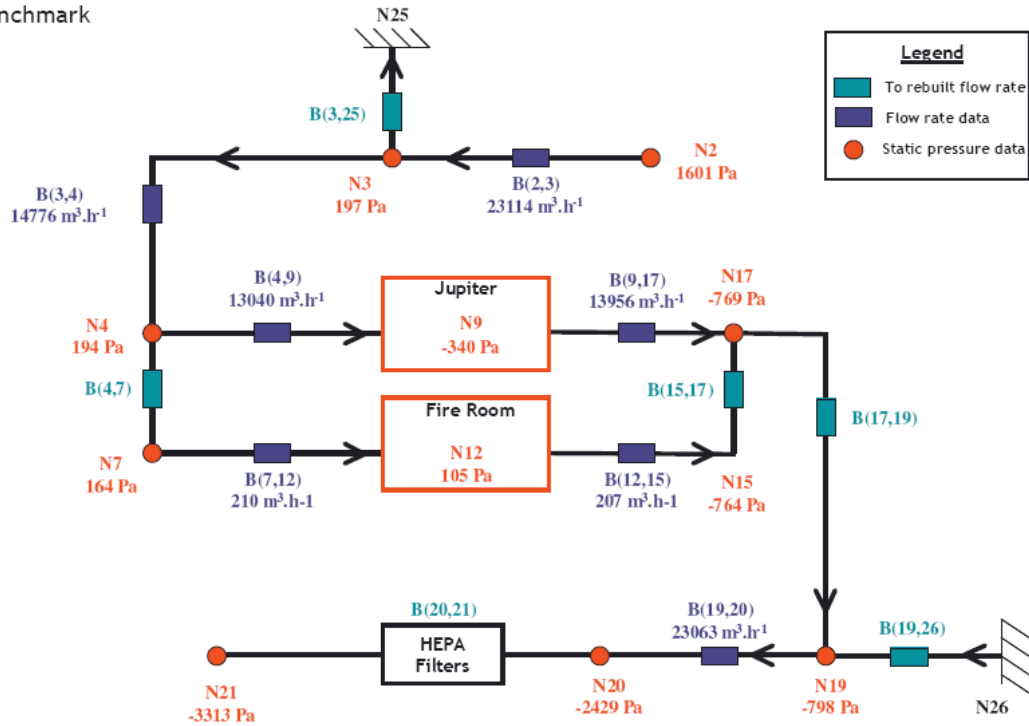 nchmark
N25
Legend
To rebuilt flow rate
Flow rate data
Static pressure data
B(3,25)
N3
197 Pa
B(2,3)
23114 m³.h⁻¹
N2
1601 Pa
B(3,4)
14776 m³.h⁻¹
B(4,9)
13040 m³.h⁻¹
Jupiter
N9
-340 Pa
B(9,17)
13956 m³.h⁻¹
N17
-769 Pa
N4
194 Pa
B(4,7)
B(15,17)
B(17,19)
Fire Room
N12
105 Pa
N7
164 Pa
B(7,12)
210 m³.h-1
B(12,15)
207 m³.h-1
N15
-764 Pa
B(20,21)
HEPA
Filters
B(19,20)
23063 m³.h⁻¹
B(19,26)
N21
-3313 Pa
N20
-2429 Pa
N19
-798 Pa
N26